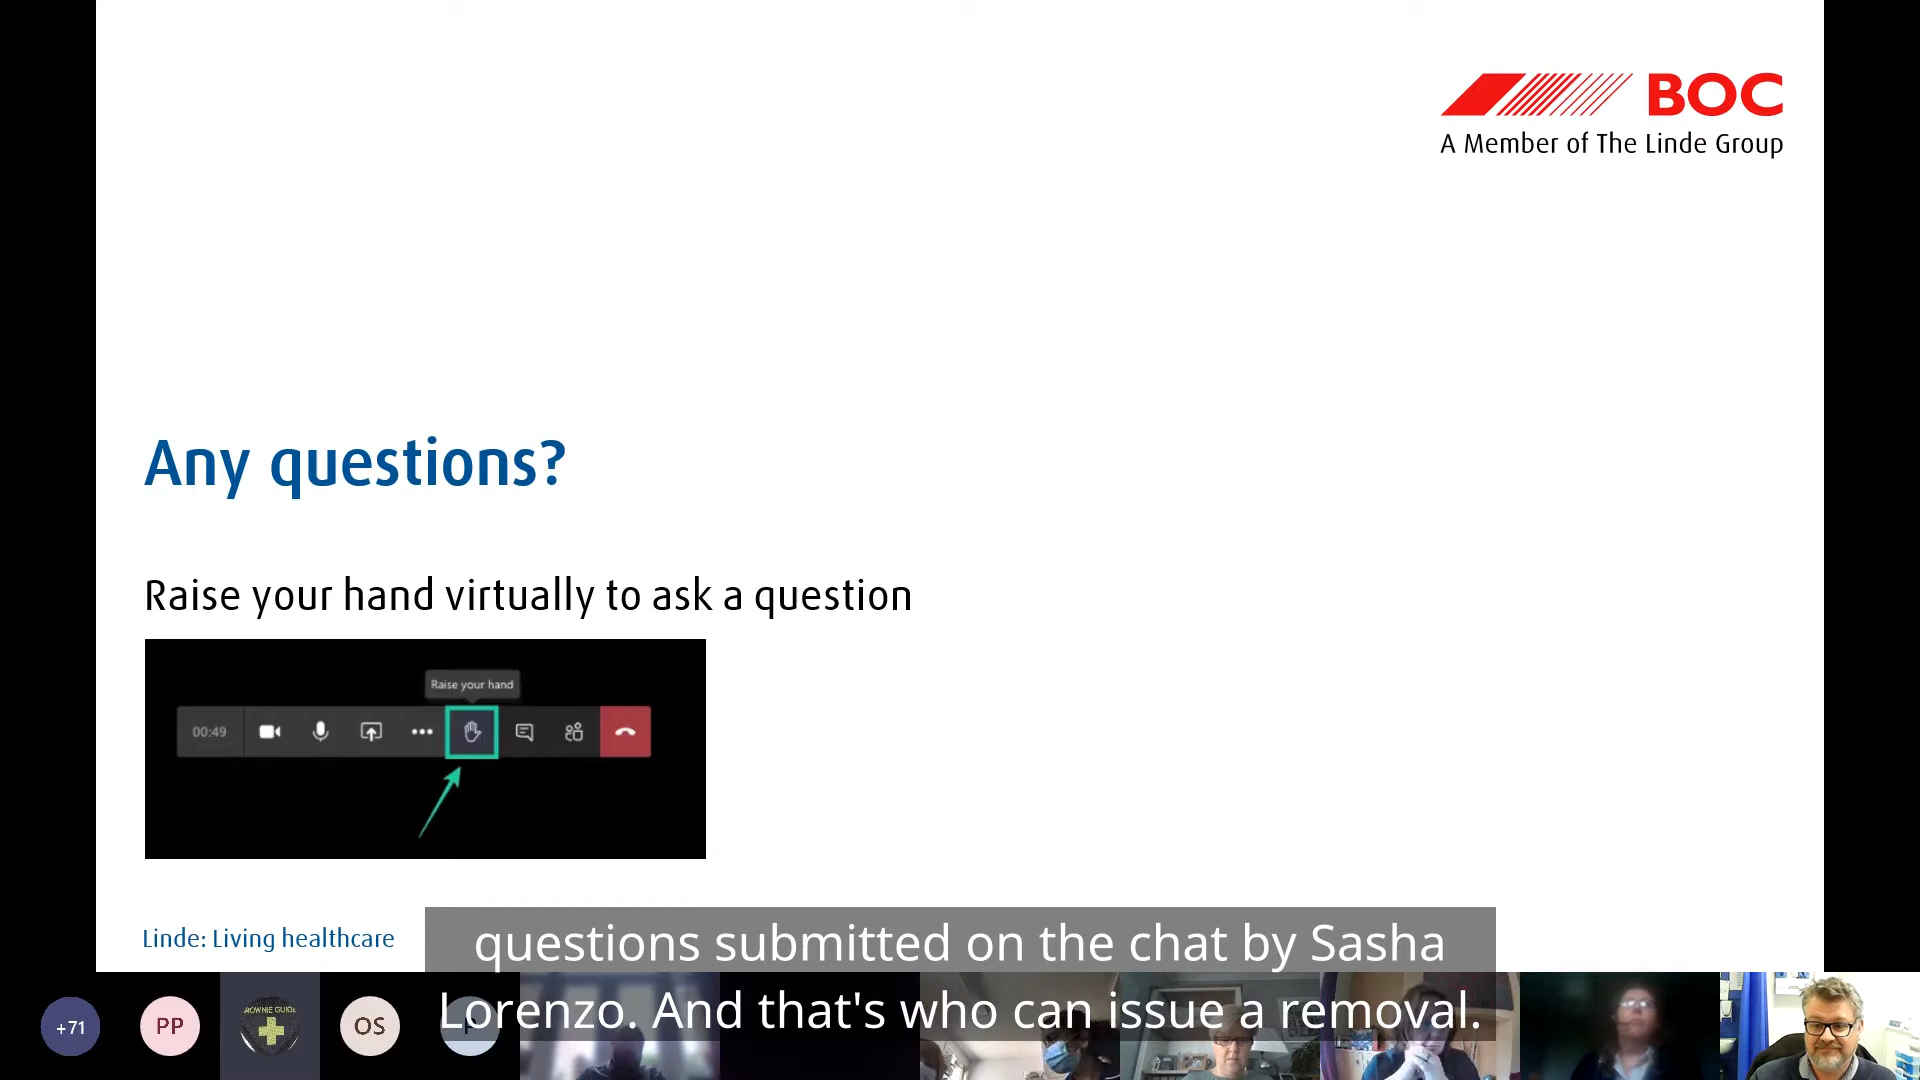 BOC
A Member of The Linde Group
Any questions?
Raise your hand virtually to ask a question
Raise your hand
00:49
Linde: Living healthcare
questions submitted on the chat by Sasha
Lorenzo. And that's who can issue a removal.
+71
PP
BROWNIE GUIDE
OS